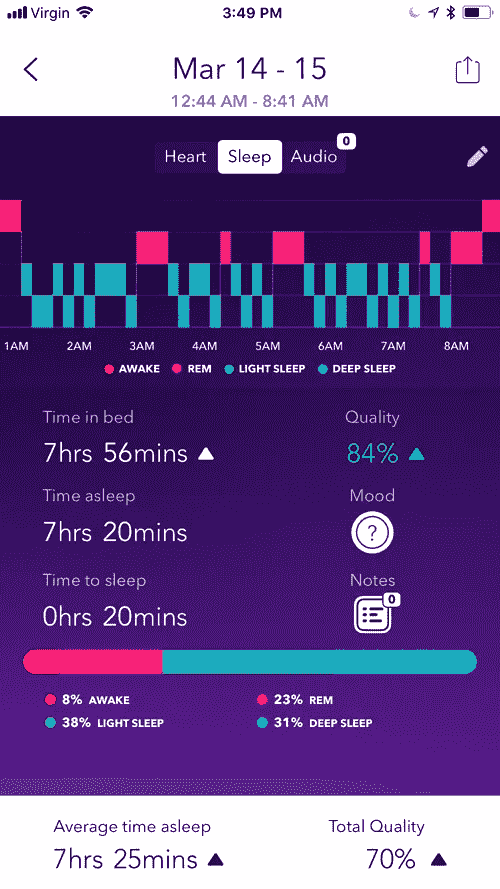 Virgin 3:49 PM
Mar 14 - 15
12:44 AM - 8:41 AM
Heart Sleep Audio 0
1AM 2AM 3AM 4AM 5AM 6AM 7AM 8AM
AWAKE REM LIGHT SLEEP DEEP SLEEP
Time in bed Quality
7hrs 56mins 84%
Time asleep Mood
7hrs 20mins ?
Time to sleep Notes
0hrs 20mins 0
8% AWAKE 23% REM
38% LIGHT SLEEP 31% DEEP SLEEP
Average time asleep Total Quality
7hrs 25mins 70%